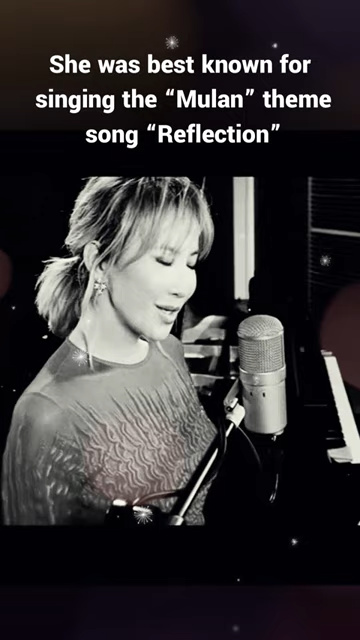 She was best known for
singing the “Mulan” theme
song “Reflection”